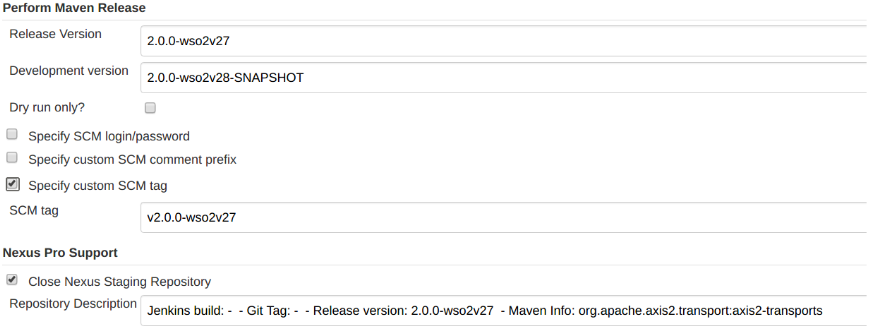 Perform Maven Release
Release Version 2.0.0-wso2v27
Development version 2.0.0-wso2v28-SNAPSHOT
Dry run only?
Specify SCM login/password
Specify custom SCM comment prefix
Specify custom SCM tag
SCM tag v2.0.0-wso2v27
Nexus Pro Support
Close Nexus Staging Repository
Repository Description Jenkins build: -  - Git Tag: -  - Release version: 2.0.0-wso2v27  - Maven Info: org.apache.axis2.transport:axis2-transports